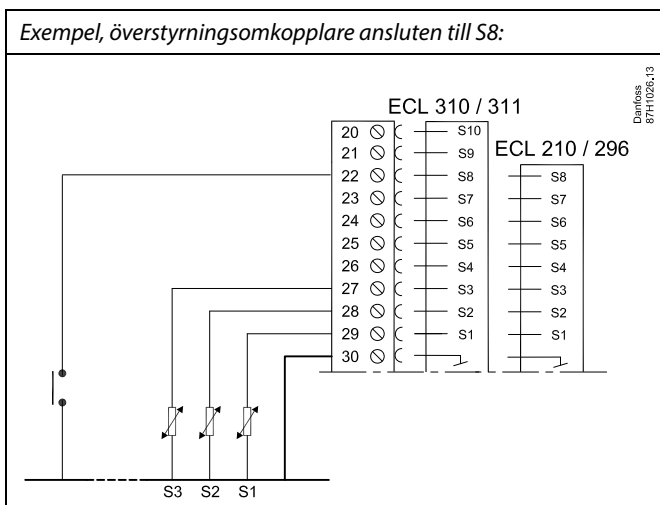 Exempel, överstyrningsomkopplare ansluten till S8:
Danfoss
87H1026.13
ECL 310 / 311
ECL 210 / 296
20 S10
21 S9
22 S8 S8
23 S7 S7
24 S6 S6
25 S5 S5
26 S4 S4
27 S3 S3
28 S2 S2
29 S1 S1
30
S3 S2 S1